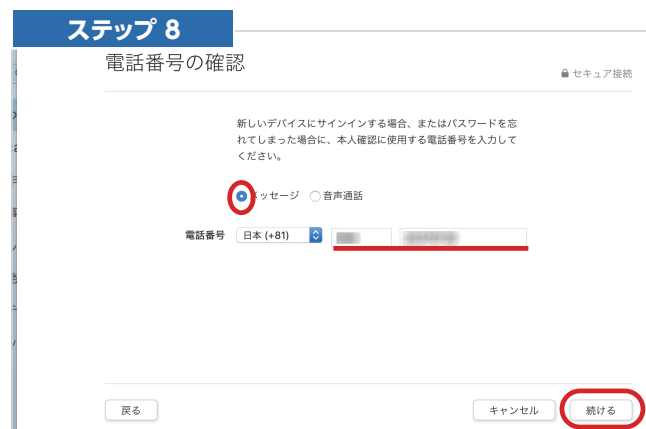 ステップ 8
電話番号の確認
セキュア接続
新しいデバイスにサインインする場合、またはパスワードを忘
れてしまった場合に、本人確認に使用する電話番号を入力して
ください。
メッセージ 音声通話
電話番号 日本 (+81)
戻る キャンセル 続ける